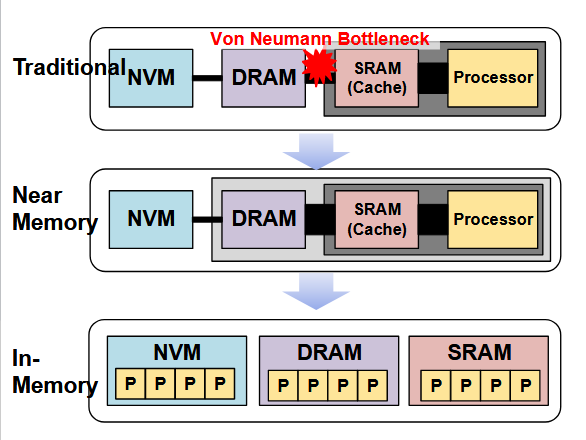 Von Neumann Bottleneck
Traditional
NVM
DRAM
SRAM
(Cache)
Processor
Near
Memory
NVM
DRAM
SRAM
(Cache)
Processor
In-
Memory
NVM
P P P P
DRAM
P P P P
SRAM
P P P P